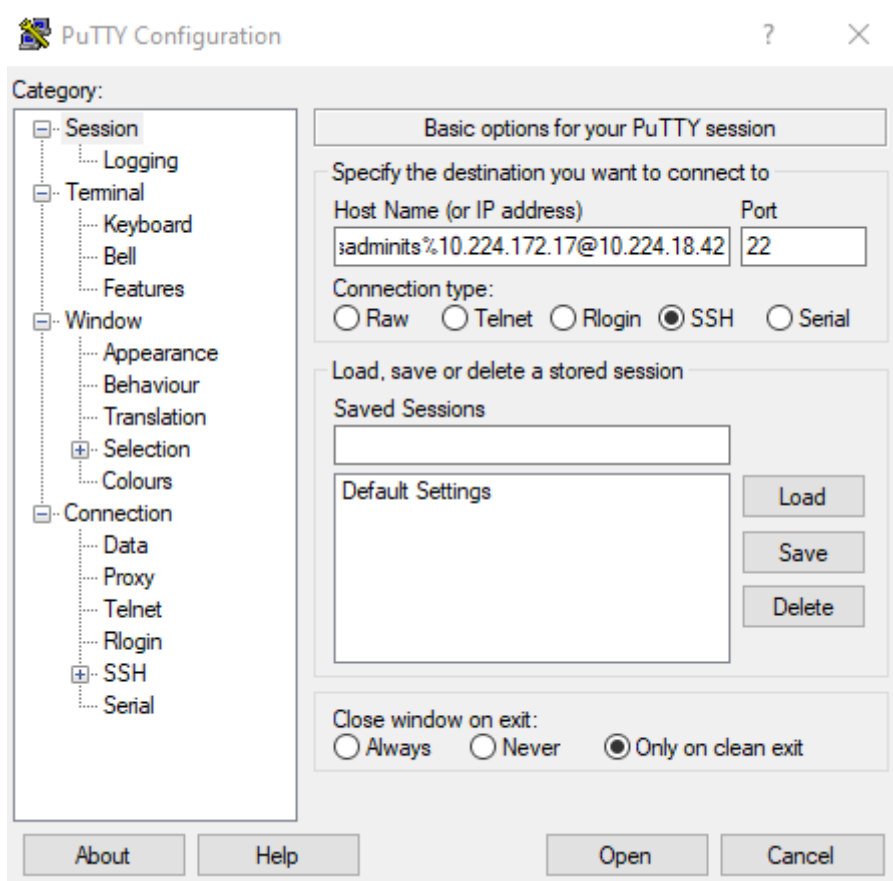 PuTTY Configuration
Category:
Session
Logging
Terminal
Keyboard
Bell
Features
Window
Appearance
Behaviour
Translation
Selection
Colours
Connection
Data
Proxy
Telnet
Rlogin
SSH
Serial
Basic options for your PuTTY session
Specify the destination you want to connect to
Host Name (or IP address) Port
sadminits%10.224.172.17@10.224.18.42 22
Connection type:
Raw Telnet Rlogin SSH Serial
Load, save or delete a stored session
Saved Sessions
Default Settings
Load
Save
Delete
Close window on exit:
Always Never Only on clean exit
About Help Open Cancel